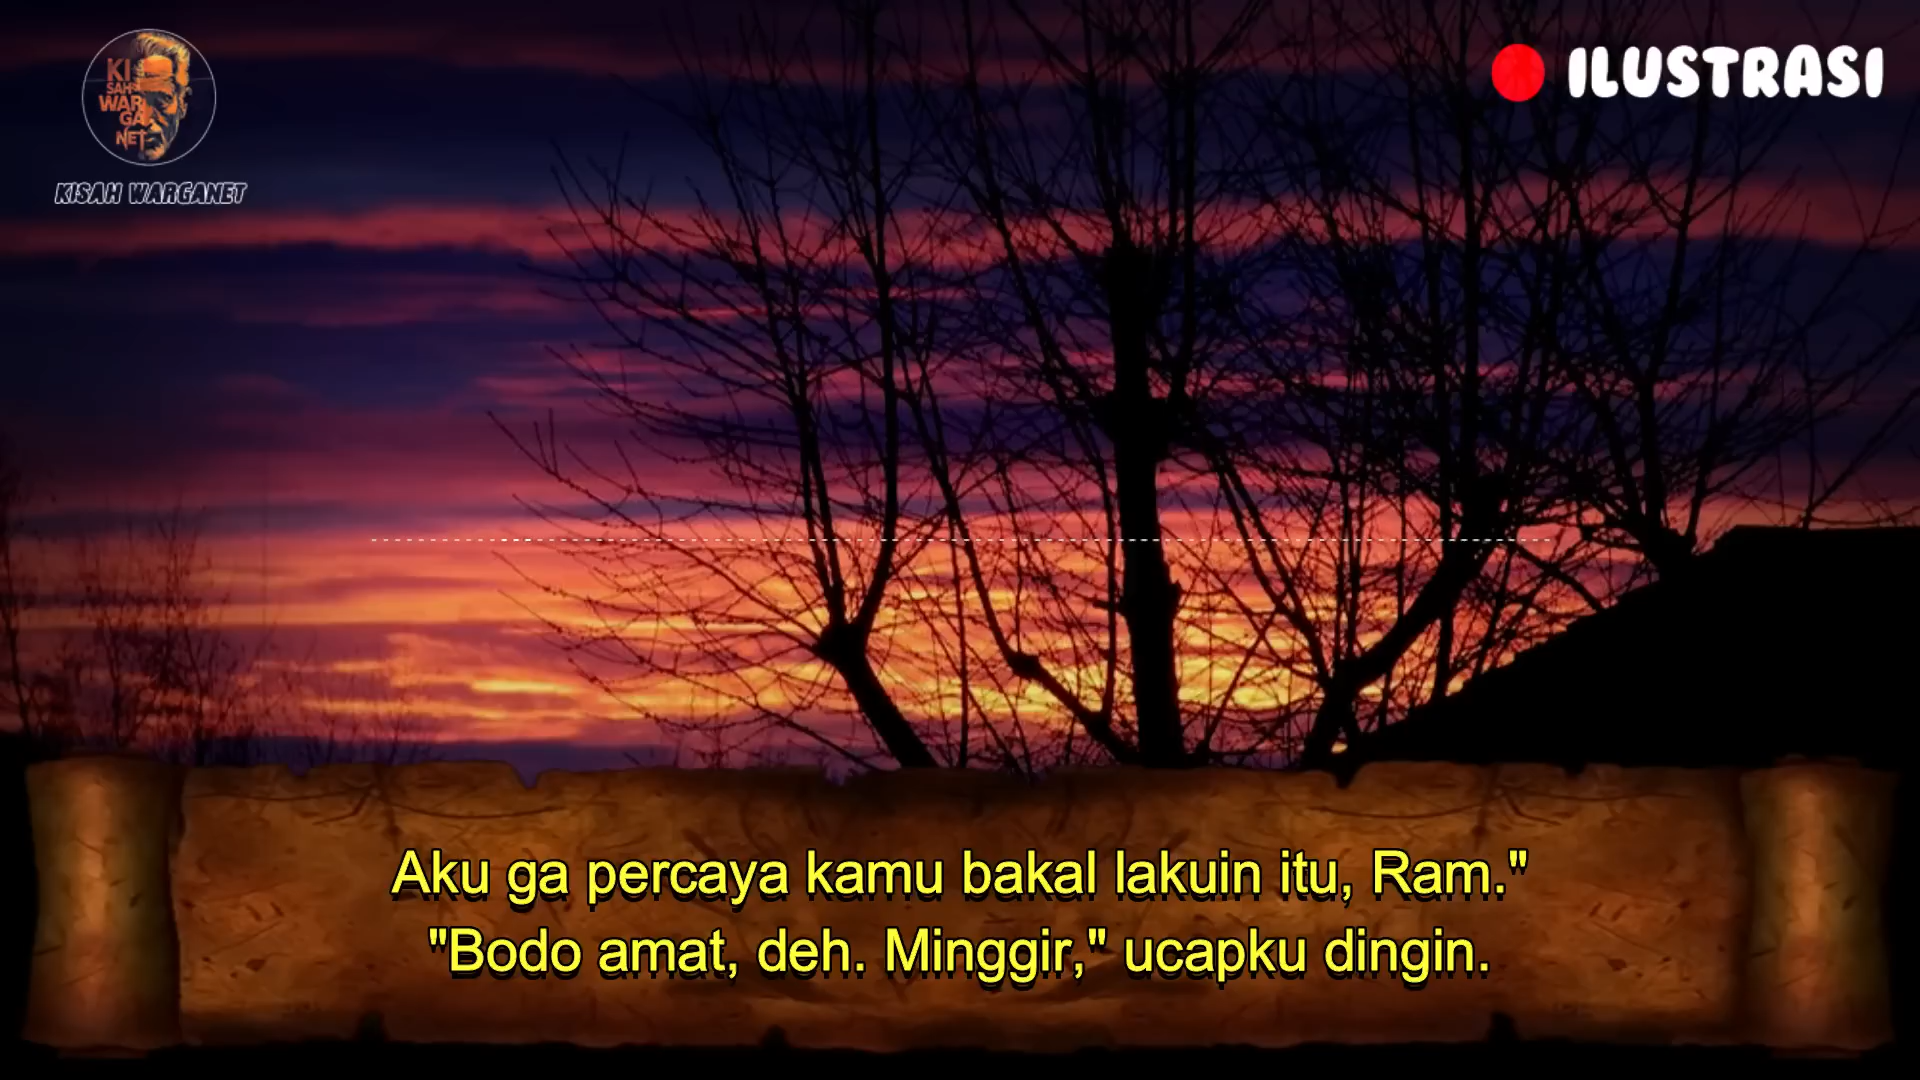 KI
SAH
WAR
GA
NET
KISAH WARGANET
ILUSTRASI
Aku ga percaya kamu bakal lakuin itu, Ram."
"Bodo amat, deh. Minggir," ucapku dingin.